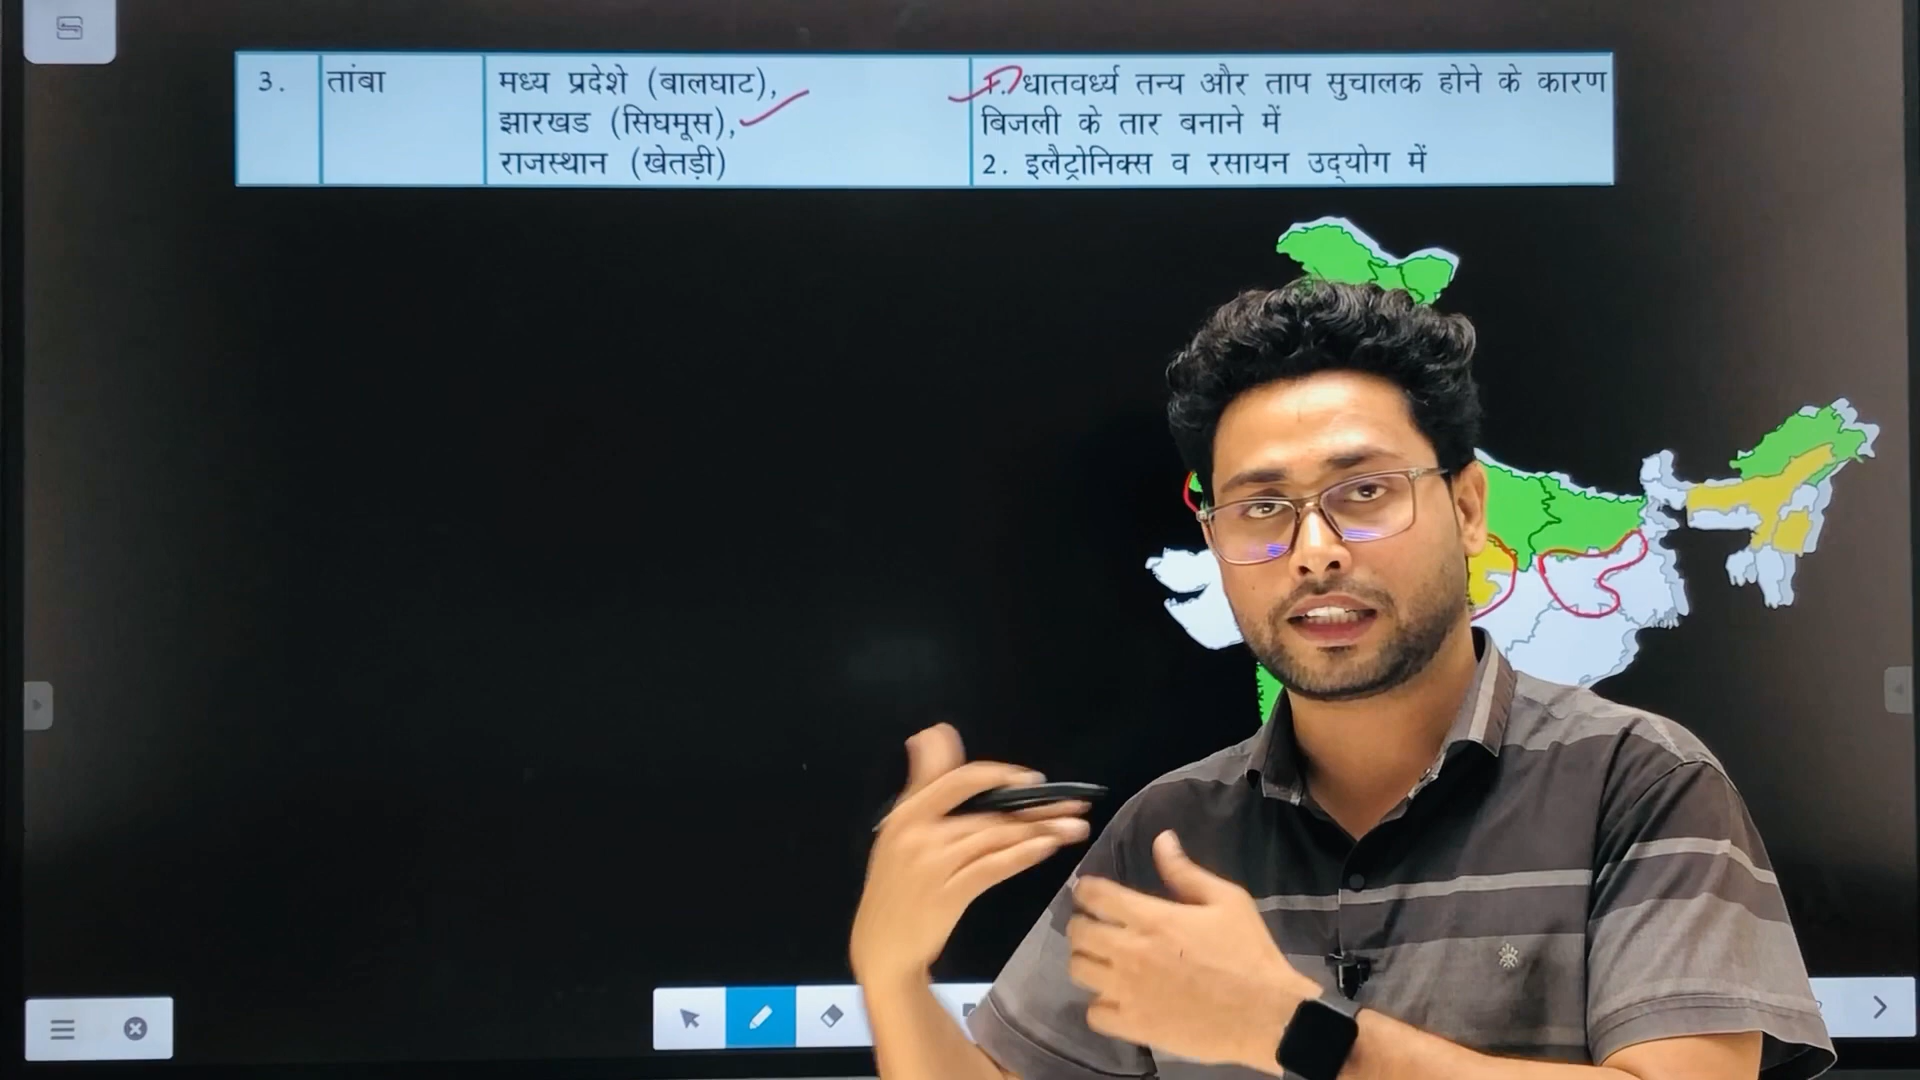 3.
तांबा
मध्य प्रदेशे (बालघाट),
झारखड (सिघमूस),
राजस्थान (खेतड़ी)
1. धातवर्ध्य तन्य और ताप सुचालक होने के कारण
बिजली के तार बनाने में
2. इलैट्रोनिक्स व रसायन उद्योग में